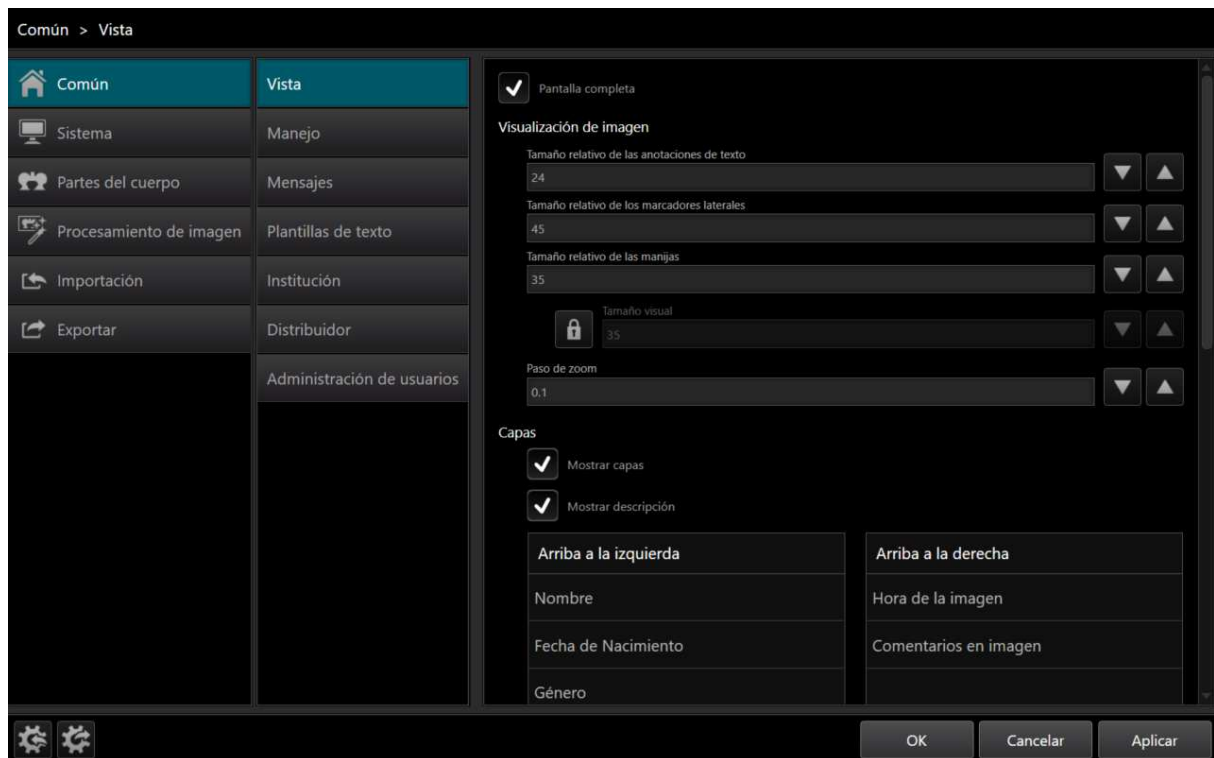 Común > Vista
Común
Sistema
Partes del cuerpo
Procesamiento de imagen
Importación
Exportar
Vista
Manejo
Mensajes
Plantillas de texto
Institución
Distribuidor
Administración de usuarios
Pantalla completa
Visualización de imagen
Tamaño relativo de las anotaciones de texto
24
Tamaño relativo de los marcadores laterales
45
Tamaño relativo de las manijas
35
Tamaño visual
35
Paso de zoom
0.1
Capas
Mostrar capas
Mostrar descripción
Arriba a la izquierda
Nombre
Fecha de Nacimiento
Género
Arriba a la derecha
Hora de la imagen
Comentarios en imagen
OK
Cancelar
Aplicar